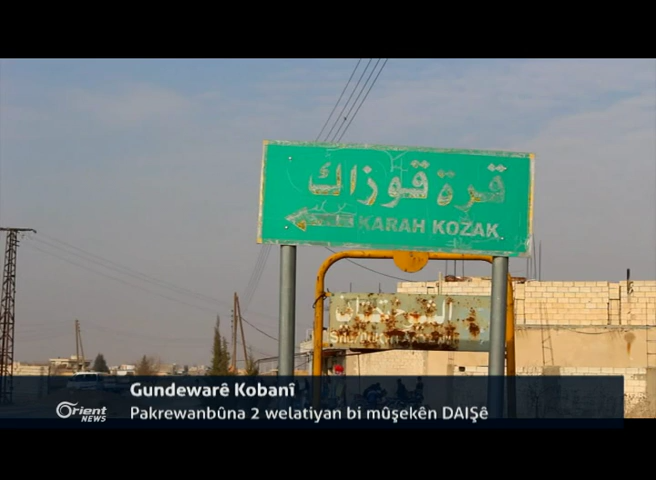 قرة قوزاك
KARAH KOZAK
Gundewarê Kobanî
Pakrewanbûna 2 welatiyan bi mûşekên DAIŞê
Orient
NEWS